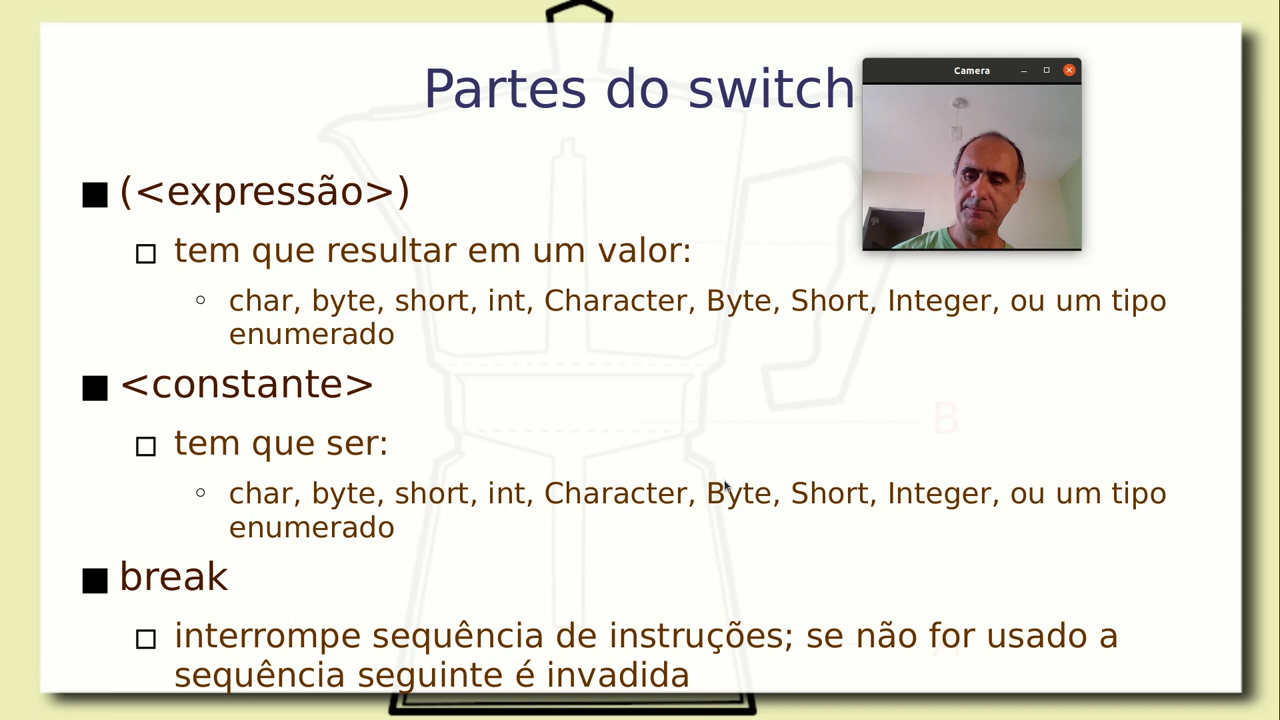 Partes do switch
Camera
(<expressão>)
tem que resultar em um valor:
char, byte, short, int, Character, Byte, Short, Integer, ou um tipo
enumerado
<constante>
tem que ser:
char, byte, short, int, Character, Byte, Short, Integer, ou um tipo
enumerado
B
break
interrompe sequência de instruções; se não for usado a
sequência seguinte é invadida